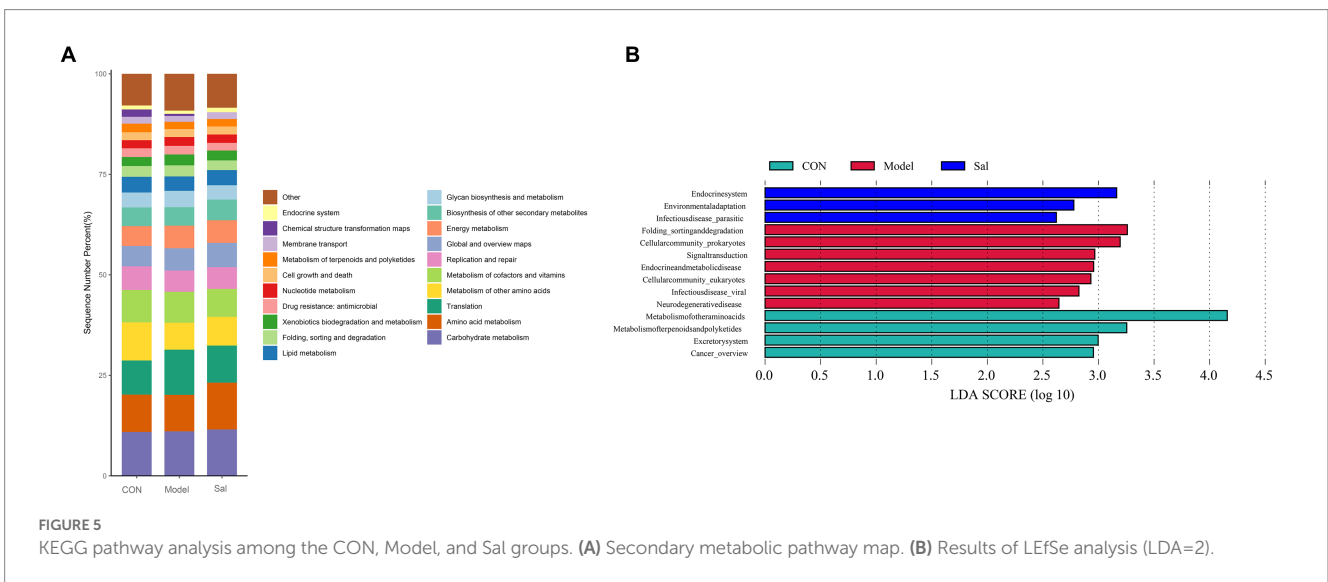 A
100
75
50
25
0
Sequence Number Percent(%)
CON
Model
Sal
Other
Endocrine system
Chemical structure transformation maps
Membrane transport
Metabolism of terpenoids and polyketides
Cell growth and death
Nucleotide metabolism
Drug resistance: antimicrobial
Xenobiotics biodegradation and metabolism
Folding, sorting and degradation
Lipid metabolism
Glycan biosynthesis and metabolism
Biosynthesis of other secondary metabolites
Energy metabolism
Global and overview maps
Replication and repair
Metabolism of cofactors and vitamins
Metabolism of other amino acids
Translation
Amino acid metabolism
Carbohydrate metabolism
B
CON Model Sal
Endocrinesystem
Environmentaladaptation
Infectiousdisease_parasitic
Folding_sortinganddegradation
Cellularcommunity_prokaryotes
Signaltransduction
Endocrineandmetabolicdisease
Cellularcommunity_eukaryotes
Infectiousdisease_viral
Neurodegenerativedisease
Metabolismofotheraminoacids
Metabolismofterpenoidsandpolyketides
Excretorysystem
Cancer_overview
0.0 0.5 1.0 1.5 2.0 2.5 3.0 3.5 4.0 4.5
LDA SCORE (log 10)
FIGURE 5
KEGG pathway analysis among the CON, Model, and Sal groups. (A) Secondary metabolic pathway map. (B) Results of LEfSe analysis (LDA=2).